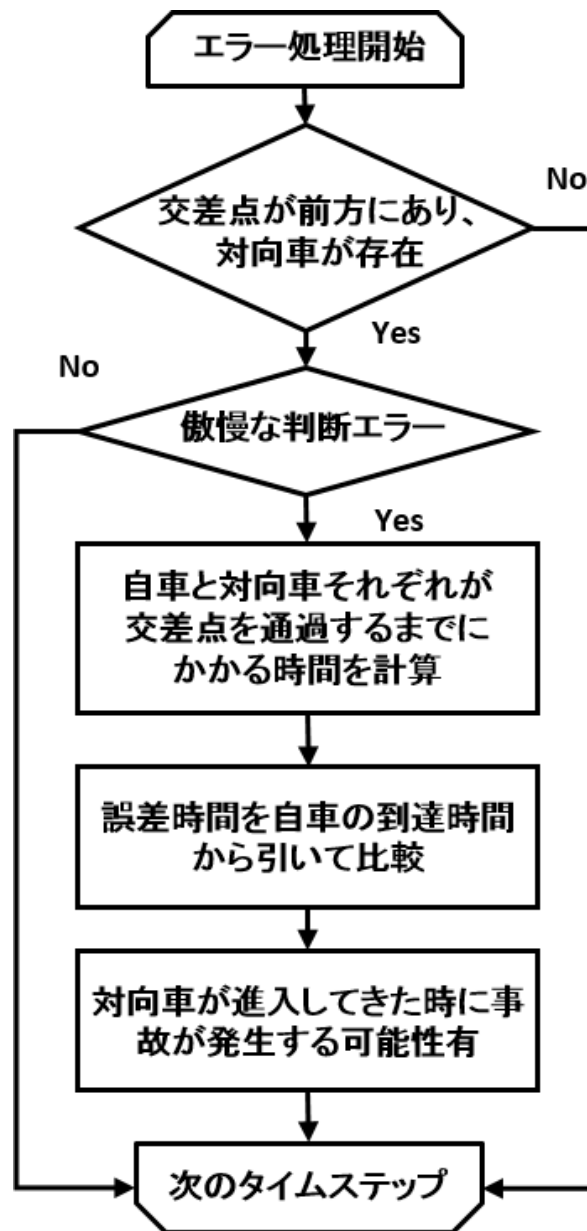 エラー処理開始
No
交差点が前方にあり、
対向車が存在
Yes
No
傲慢な判断エラー
Yes
自車と対向車それぞれが
交差点を通過するまでに
かかる時間を計算
誤差時間を自車の到達時間
から引いて比較
対向車が進入してきた時に事
故が発生する可能性有
次のタイムステップ